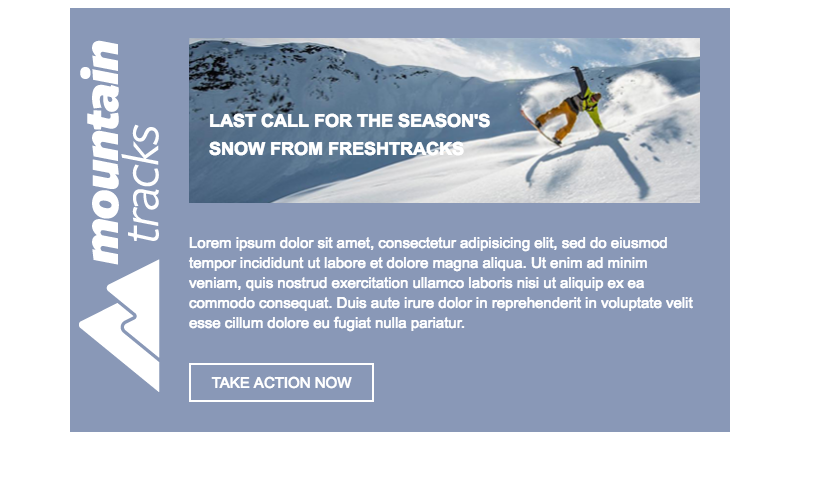 mountain
tracks
LAST CALL FOR THE SEASON'S
SNOW FROM FRESHTRACKS
Lorem ipsum dolor sit amet, consectetur adipisicing elit, sed do eiusmod
tempor incididunt ut labore et dolore magna aliqua. Ut enim ad minim
veniam, quis nostrud exercitation ullamco laboris nisi ut aliquip ex ea
commodo consequat. Duis aute irure dolor in reprehenderit in voluptate velit
esse cillum dolore eu fugiat nulla pariatur.
TAKE ACTION NOW